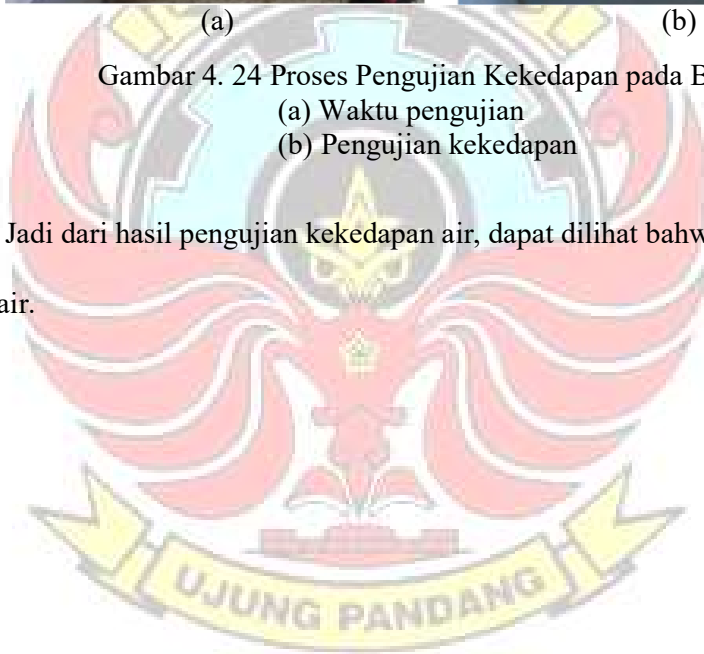 (a) (b)
Gambar 4. 24 Proses Pengujian Kekedapan pada B
(a) Waktu pengujian
(b) Pengujian kekedapan
Jadi dari hasil pengujian kekedapan air, dapat dilihat bahw
air.
UJUNG PANDANG